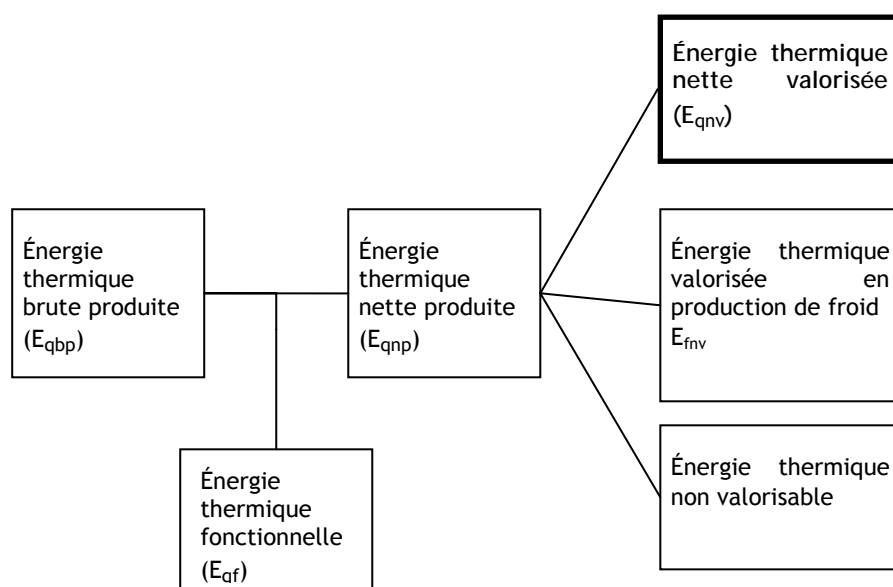 Énergie thermique
nette valorisée
(Eqnv)
Énergie
thermique
brute produite
(Eqbp)
Énergie
thermique
nette produite
(Eqnp)
Énergie thermique
valorisée en
production de froid
Efnv
Énergie
thermique
fonctionnelle
(Eqf)
Énergie thermique
non valorisable